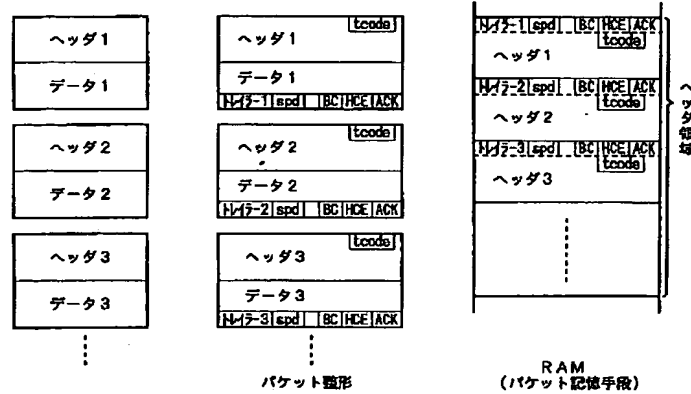 ヘッダ1
データ1
ヘッダ2
データ2
ヘッダ3
データ3
tcode
ヘッダ1
データ1
トレイラ-1 spd BC HCE ACK
tcode
ヘッダ2
データ2
トレイラ-2 spd BC HCE ACK
tcode
ヘッダ3
データ3
トレイラ-3 spd BC HCE ACK
パケット整形
トレイラ-1 spd BC HCE ACK
tcode
ヘッダ1
トレイラ-2 spd BC HCE ACK
tcode
ヘッダ2
トレイラ-3 spd BC HCE ACK
tcode
ヘッダ3
ヘッダ領域
RAM
(パケット記憶手段)